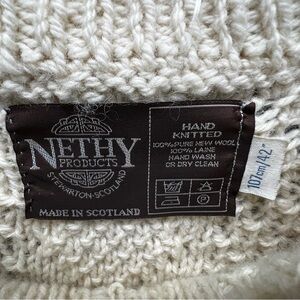 NETHY
PRODUCTS
STEWARTON-SCOTLAND
MADE IN SCOTLAND
HAND
KNITTED
100% PURE NEW WOOL
100% LAINE
HAND WASH
OR DRY CLEAN
P
107cm/42"